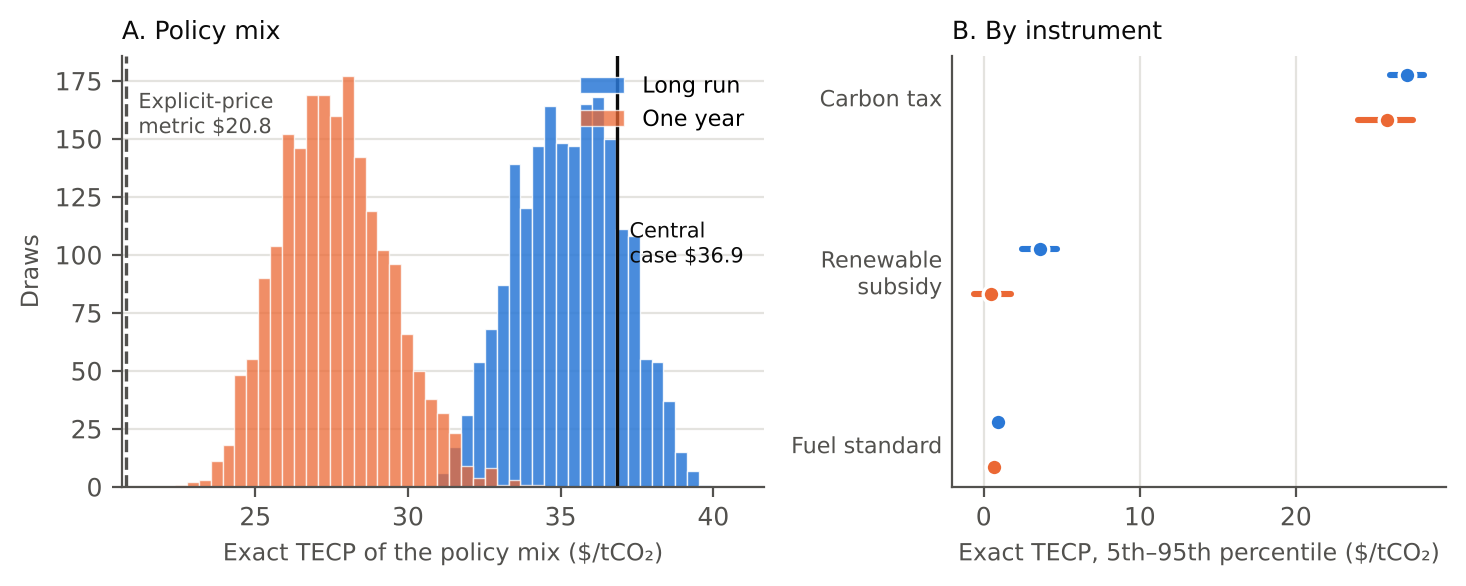 A. Policy mix
175
150
125
100
75
50
25
0
Draws
Explicit-price
metric $20.8
Long run
One year
Central
case $36.9
25
30
35
40
Exact TECP of the policy mix ($/tCO₂)
B. By instrument
Carbon tax
Renewable
subsidy
Fuel standard
0
10
20
Exact TECP, 5th–95th percentile ($/tCO₂)